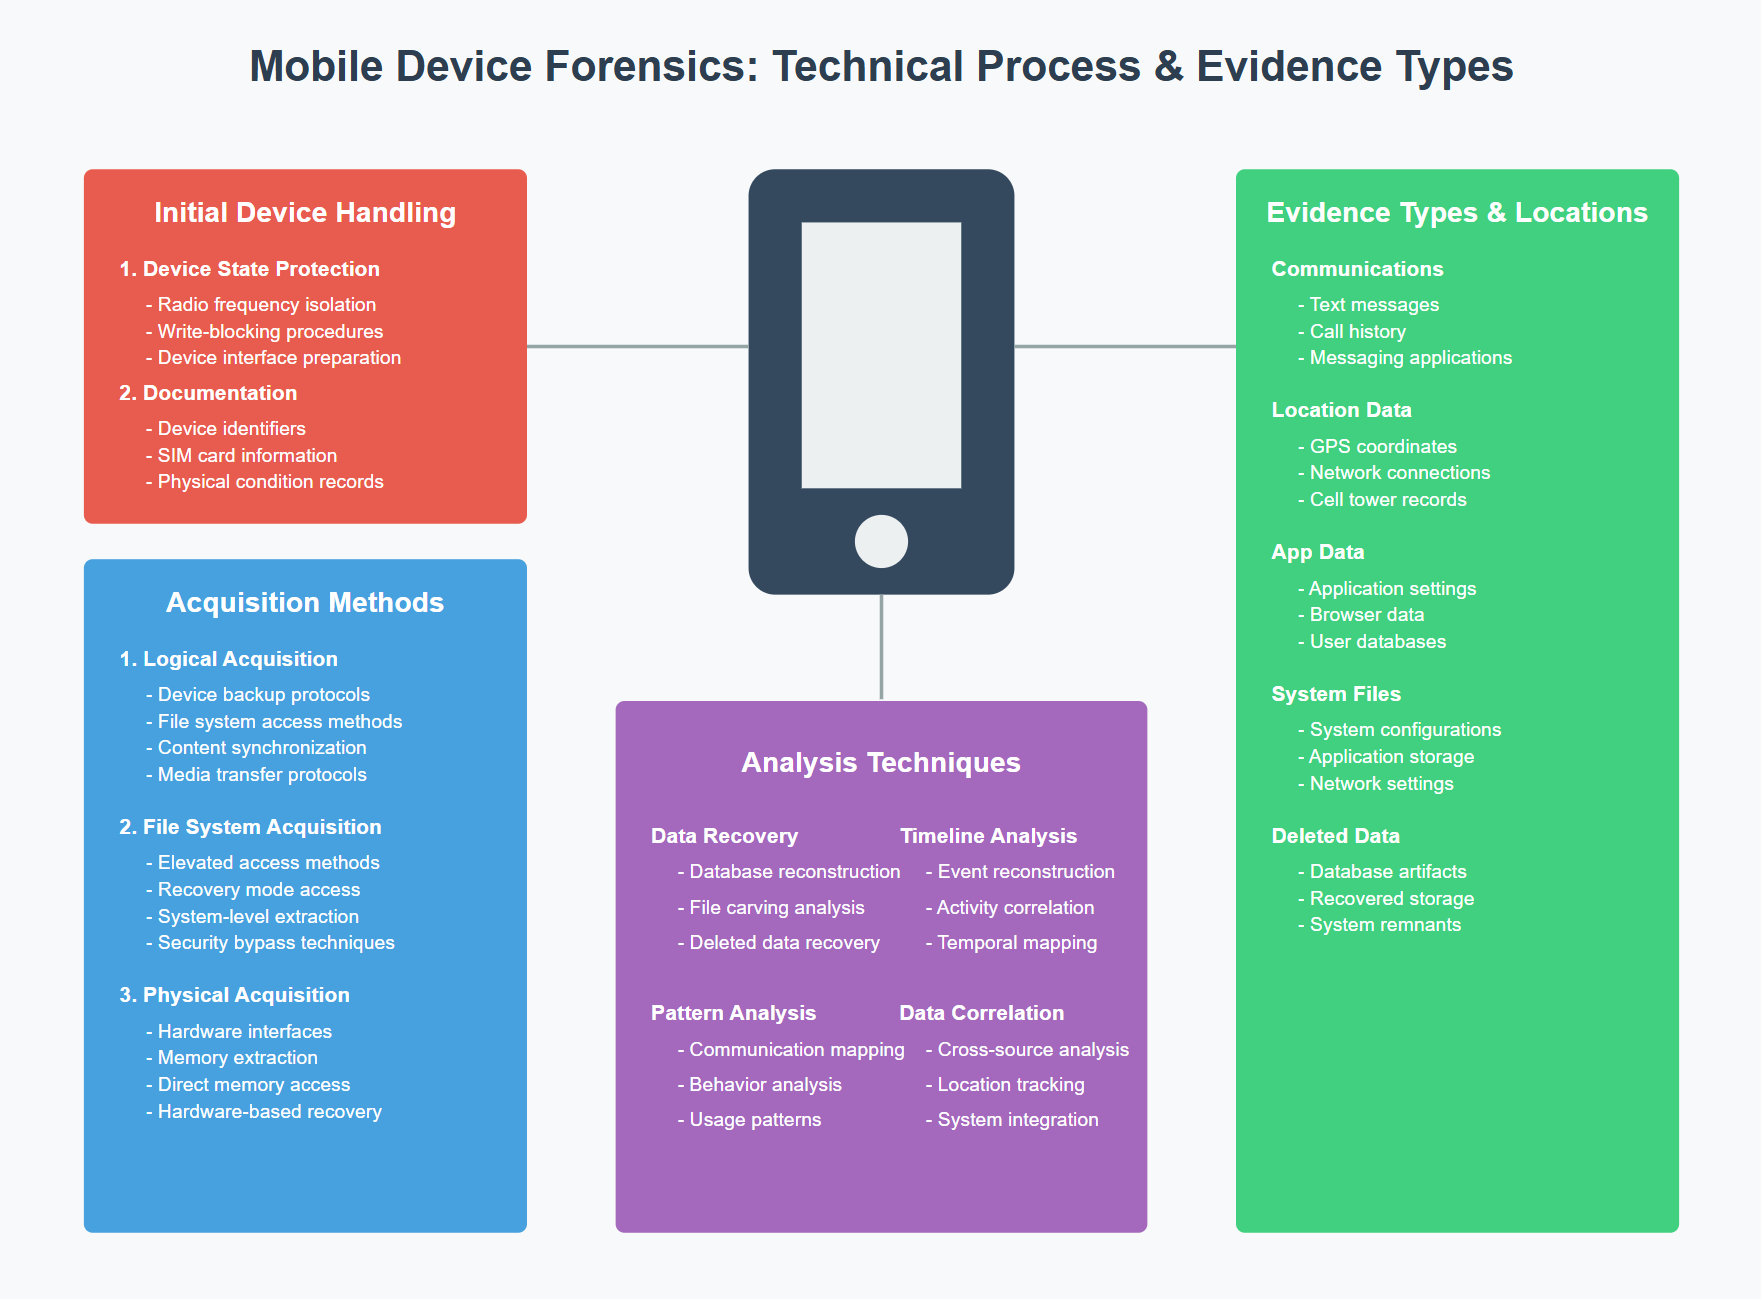 Mobile Device Forensics: Technical Process & Evidence Types
Initial Device Handling
1. Device State Protection
- Radio frequency isolation
- Write-blocking procedures
- Device interface preparation
2. Documentation
- Device identifiers
- SIM card information
- Physical condition records
Acquisition Methods
1. Logical Acquisition
- Device backup protocols
- File system access methods
- Content synchronization
- Media transfer protocols
2. File System Acquisition
- Elevated access methods
- Recovery mode access
- System-level extraction
- Security bypass techniques
3. Physical Acquisition
- Hardware interfaces
- Memory extraction
- Direct memory access
- Hardware-based recovery
Analysis Techniques
Data Recovery
- Database reconstruction
- File carving analysis
- Deleted data recovery
Timeline Analysis
- Event reconstruction
- Activity correlation
- Temporal mapping
Pattern Analysis
- Communication mapping
- Behavior analysis
- Usage patterns
Data Correlation
- Cross-source analysis
- Location tracking
- System integration
Evidence Types & Locations
Communications
- Text messages
- Call history
- Messaging applications
Location Data
- GPS coordinates
- Network connections
- Cell tower records
App Data
- Application settings
- Browser data
- User databases
System Files
- System configurations
- Application storage
- Network settings
Deleted Data
- Database artifacts
- Recovered storage
- System remnants